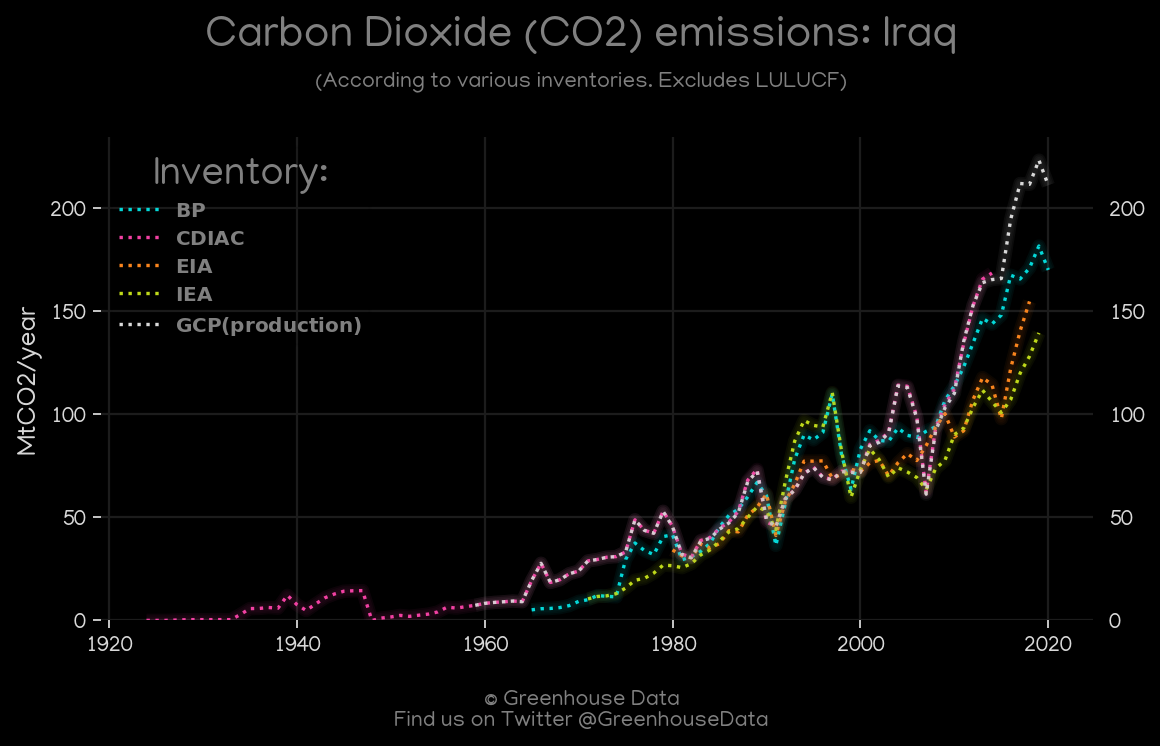 Carbon Dioxide (CO2) emissions: Iraq
(According to various inventories. Excludes LULUCF)
Inventory:
BP
CDIAC
EIA
IEA
GCP(production)
MtCO2/year
200
150
100
50
0
200
150
100
50
0
1920 1940 1960 1980 2000 2020
© Greenhouse Data
Find us on Twitter @GreenhouseData